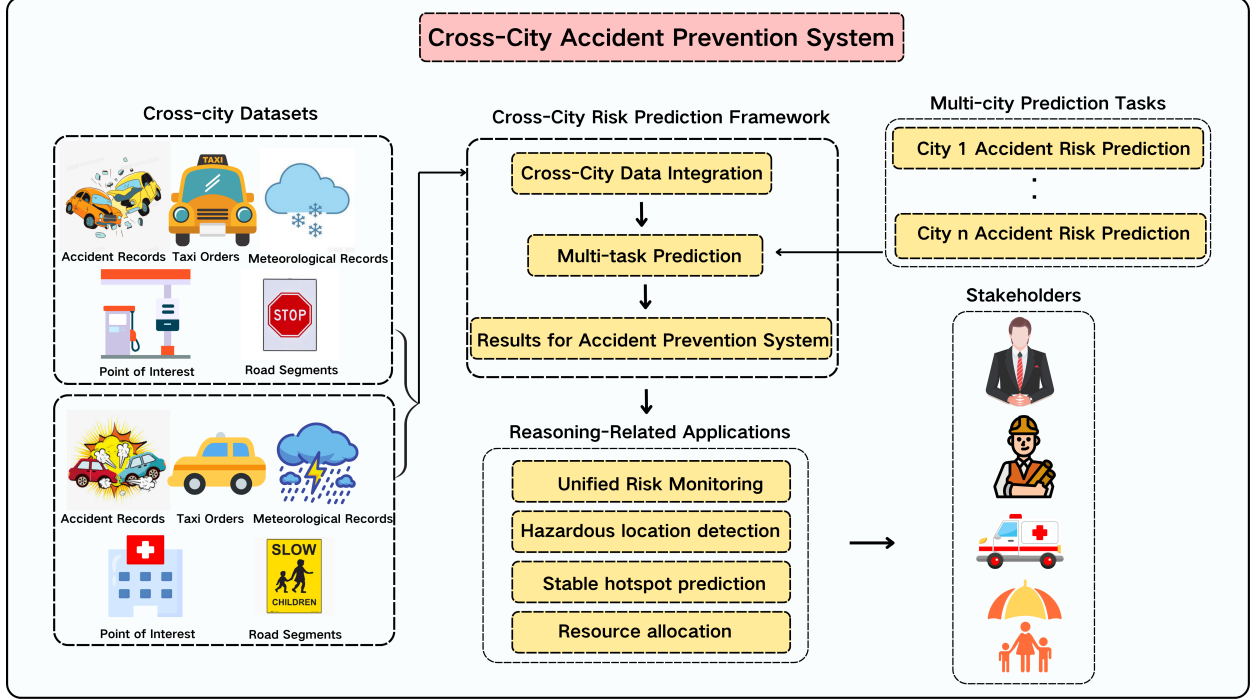 Cross-City Accident Prevention System
Cross-city Datasets
TAXI
Accident Records
Taxi Orders
Meteorological Records
STOP
Point of Interest
Road Segments
Accident Records
Taxi Orders
Meteorological Records
SLOW
CHILDREN
Point of Interest
Road Segments
Cross-City Risk Prediction Framework
Cross-City Data Integration
Multi-task Prediction
Results for Accident Prevention System
Multi-city Prediction Tasks
City 1 Accident Risk Prediction
:
City n Accident Risk Prediction
Reasoning-Related Applications
Unified Risk Monitoring
Hazardous location detection
Stable hotspot prediction
Resource allocation
Stakeholders